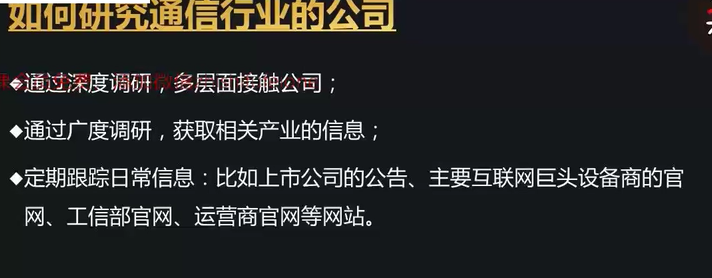 如何研究通信行业的公司
◆通过深度调研，多层面接触公司；
◆通过广度调研，获取相关产业的信息；
◆定期跟踪日常信息：比如上市公司的公告、主要互联网巨头设备商的官
网、工信部官网、运营商官网等网站。